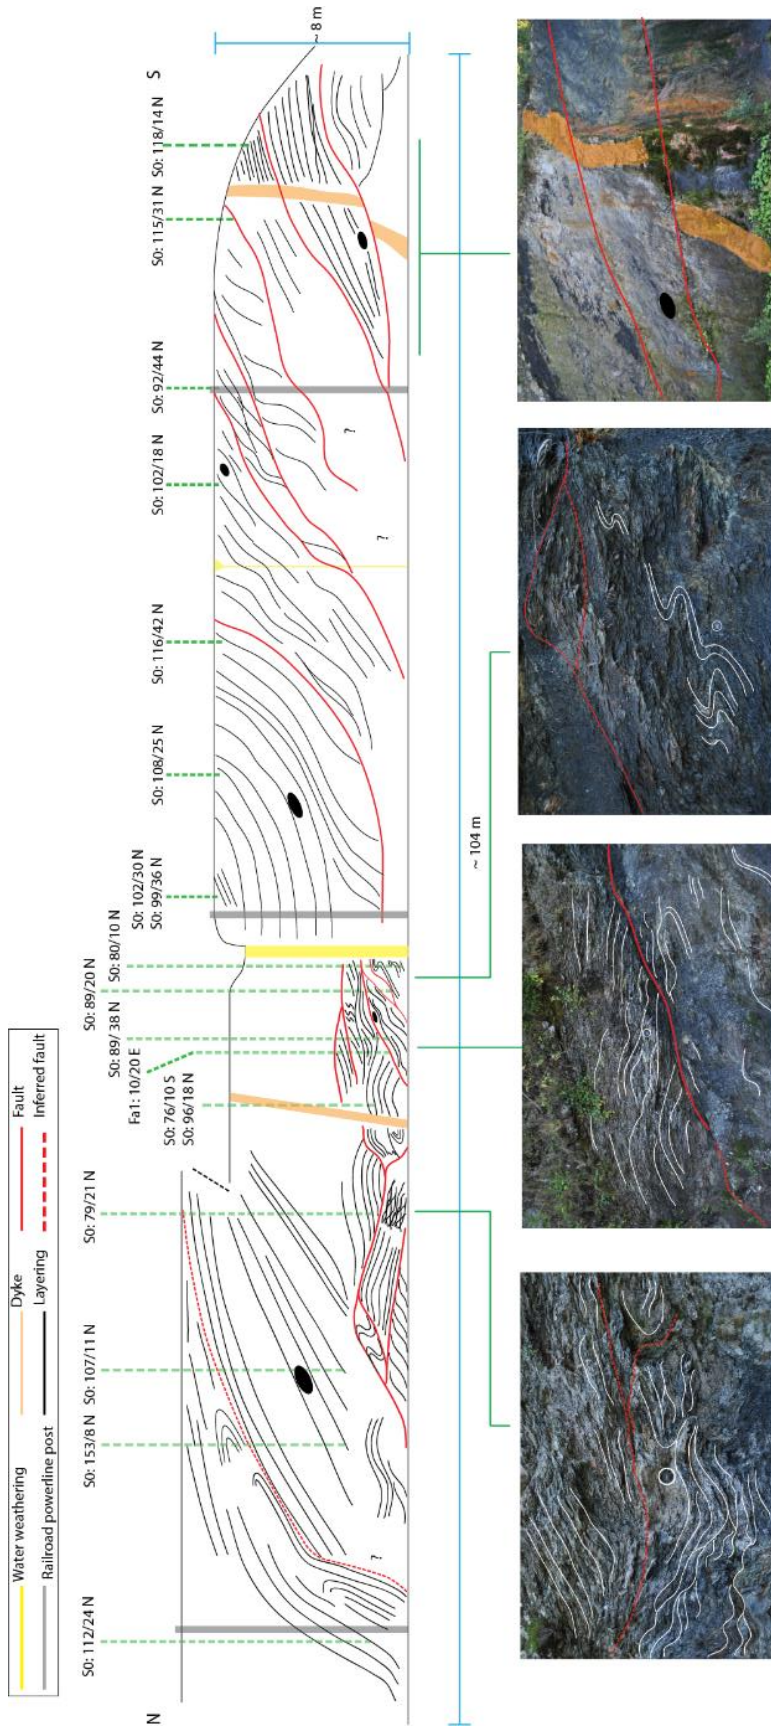 Water weathering
Dyke
Fault
Railroad powerline post
Layering
Inferred fault
N
S
S0: 112/24 N
S0: 153/8 N
S0: 107/11 N
S0: 79/21 N
S0: 76/10 S
S0: 96/18 N
Fa1: 10/20 E
S0: 89/ 38 N
S0: 89/20 N
S0: 80/10 N
S0: 102/30 N
S0: 99/36 N
S0: 108/25 N
S0: 116/42 N
S0: 102/18 N
S0: 92/44 N
S0: 115/31 N
S0: 118/14 N
?
?
?
~ 8 m
~ 104 m